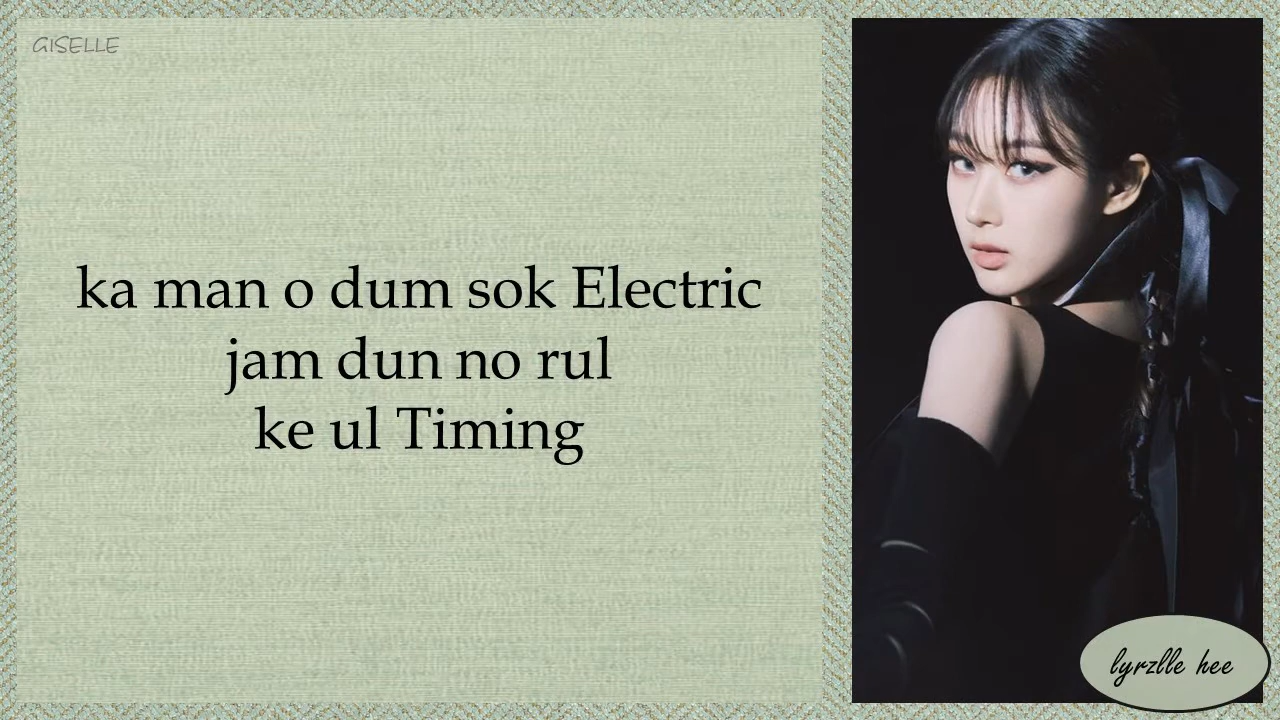 GISELLE
ka man o dum sok Electric
jam dun no rul
ke ul Timing
lyrzlle hee